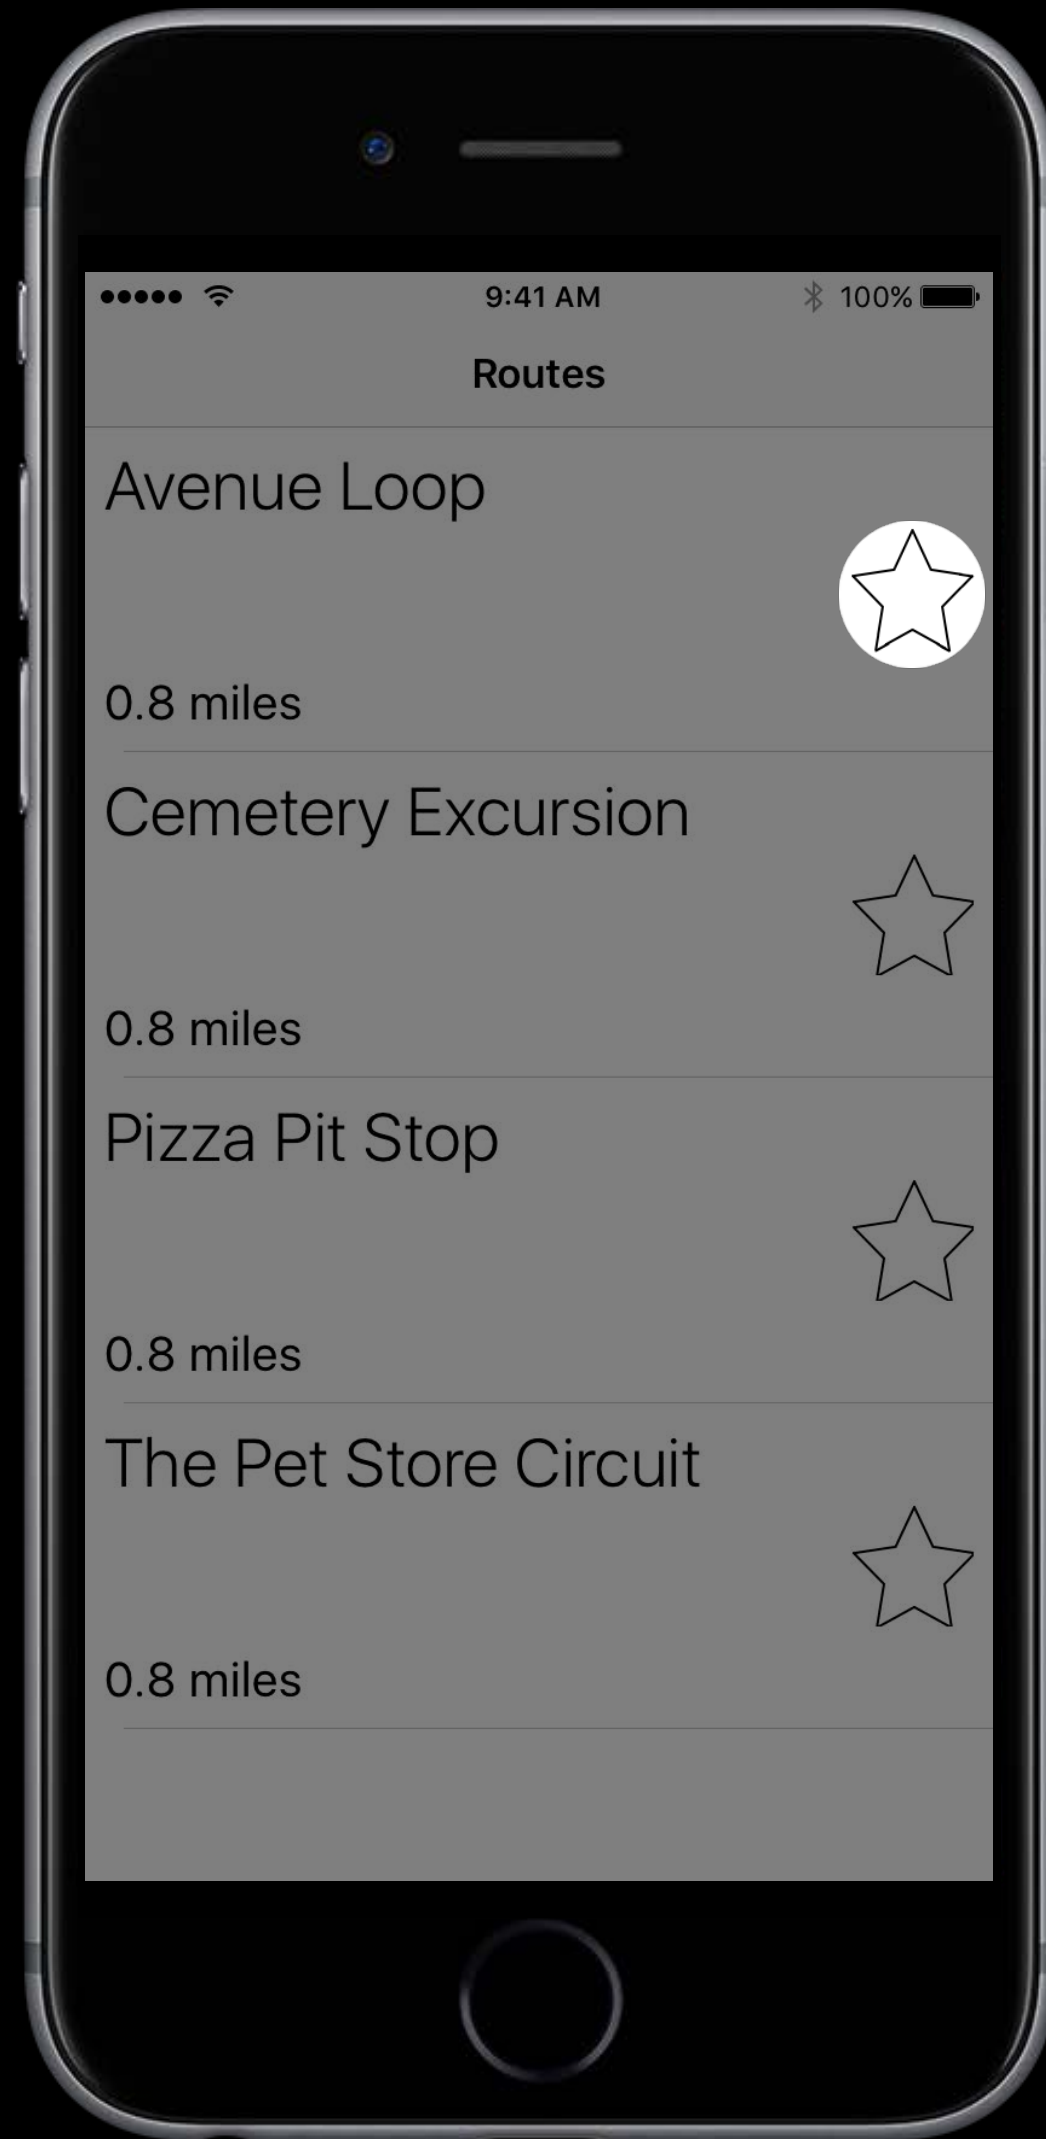 9:41 AM 100%
Routes
Avenue Loop
0.8 miles
Cemetery Excursion
0.8 miles
Pizza Pit Stop
0.8 miles
The Pet Store Circuit
0.8 miles